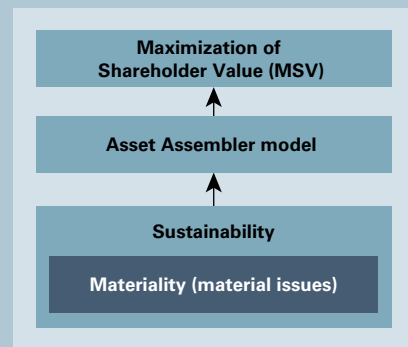 Maximization of
Shareholder Value (MSV)
Asset Assembler model
Sustainability
Materiality (material issues)